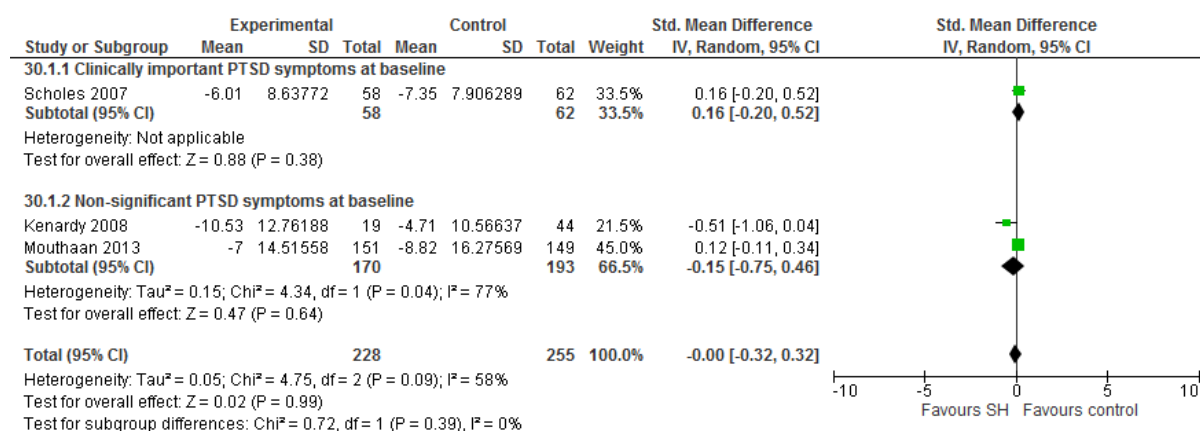 Experimental Control Std. Mean Difference Std. Mean Difference
Study or Subgroup Mean SD Total Mean SD Total Weight IV, Random, 95% CI IV, Random, 95% CI
30.1.1 Clinically important PTSD symptoms at baseline
Scholes 2007 -6.01 8.63772 58 -7.35 7.906289 62 33.5% 0.16 [-0.20, 0.52]
Subtotal (95% CI) 58 62 33.5% 0.16 [-0.20, 0.52]
Heterogeneity: Not applicable
Test for overall effect: Z = 0.88 (P = 0.38)
30.1.2 Non-significant PTSD symptoms at baseline
Kenardy 2008 -10.53 12.76188 19 -4.71 10.56637 44 21.5% -0.51 [-1.06, 0.04]
Mouthaan 2013 -7 14.51558 151 -8.82 16.27569 149 45.0% 0.12 [-0.11, 0.34]
Subtotal (95% CI) 170 193 66.5% -0.15 [-0.75, 0.46]
Heterogeneity: Tau² = 0.15; Chi² = 4.34, df = 1 (P = 0.04); I² = 77%
Test for overall effect: Z = 0.47 (P = 0.64)
Total (95% CI) 228 255 100.0% -0.00 [-0.32, 0.32]
Heterogeneity: Tau² = 0.05; Chi² = 4.75, df = 2 (P = 0.09); I² = 58%
Test for overall effect: Z = 0.02 (P = 0.99)
Test for subgroup differences: Chi² = 0.72, df = 1 (P = 0.39), I² = 0%
-10 -5 0 5 10
Favours SH Favours control